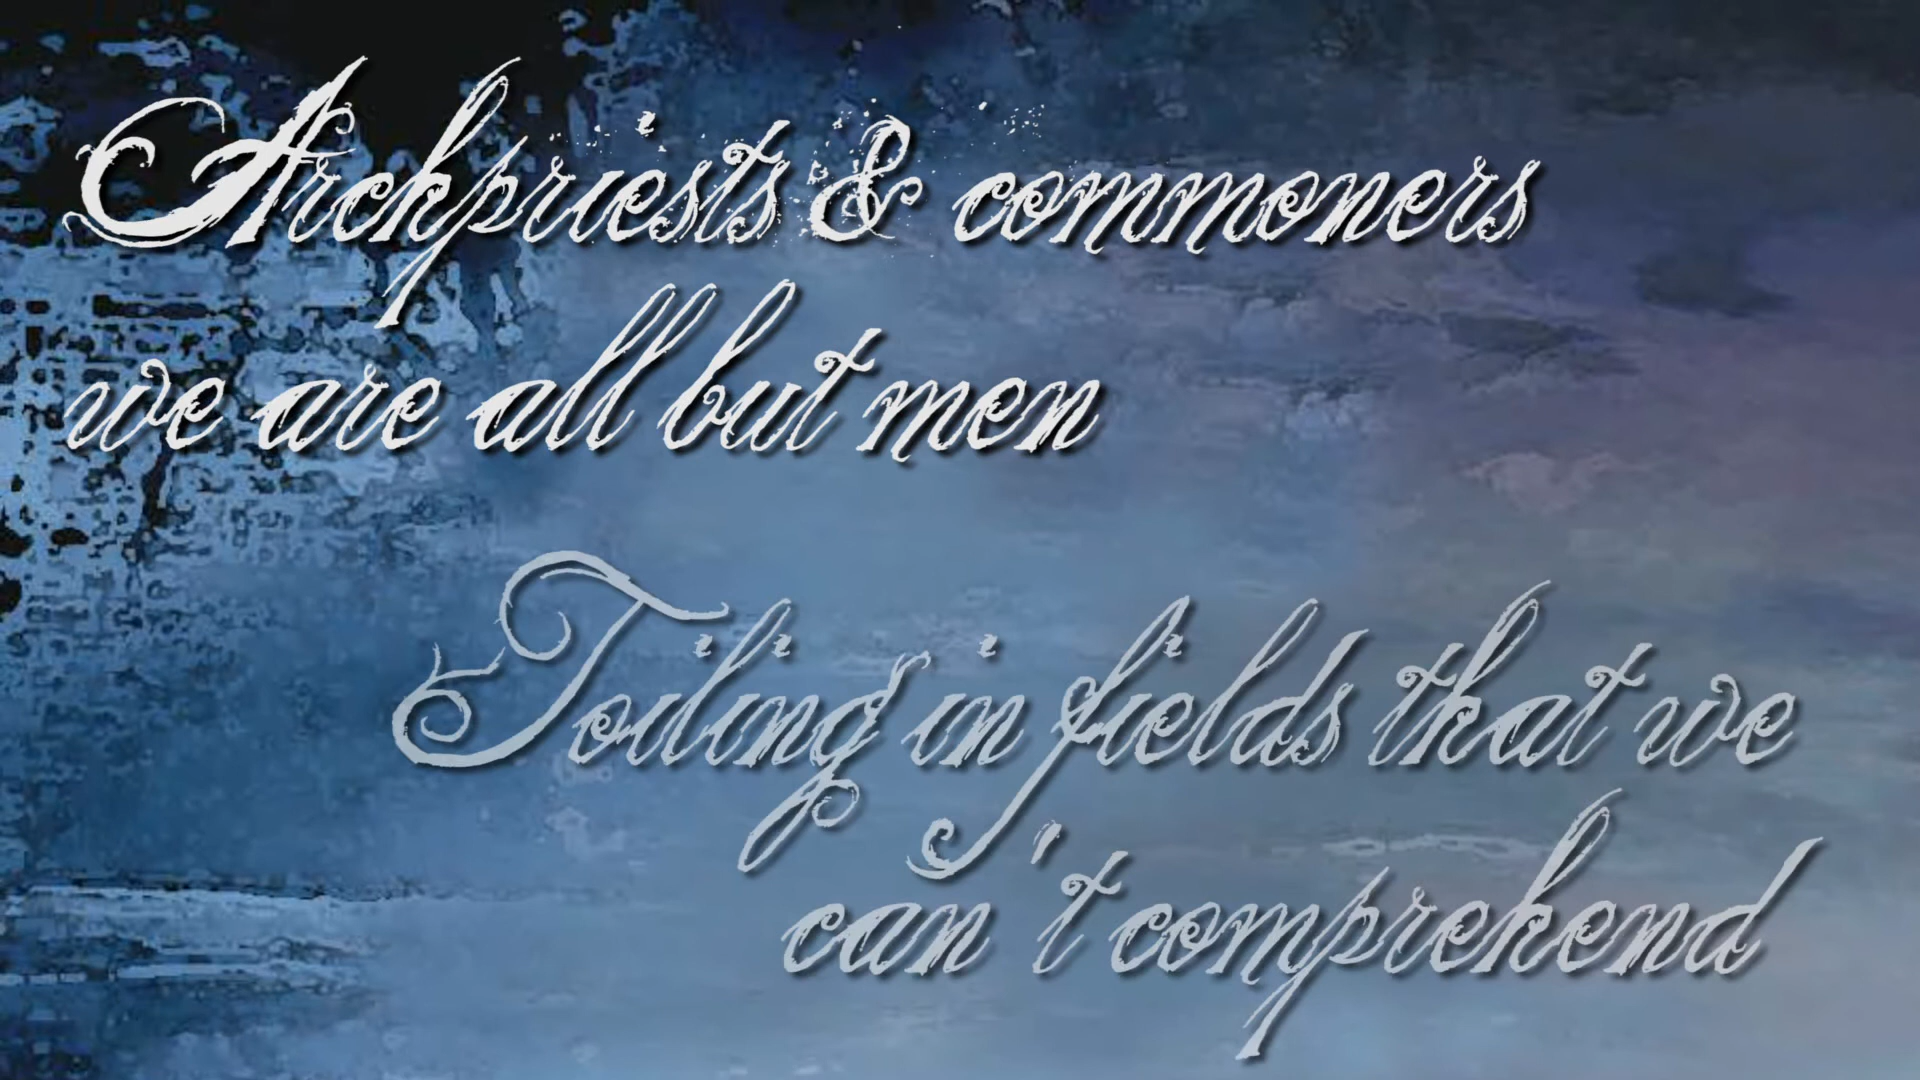 Archpriests & commoners
we are all but men
Toiling in fields that we
can't comprehend